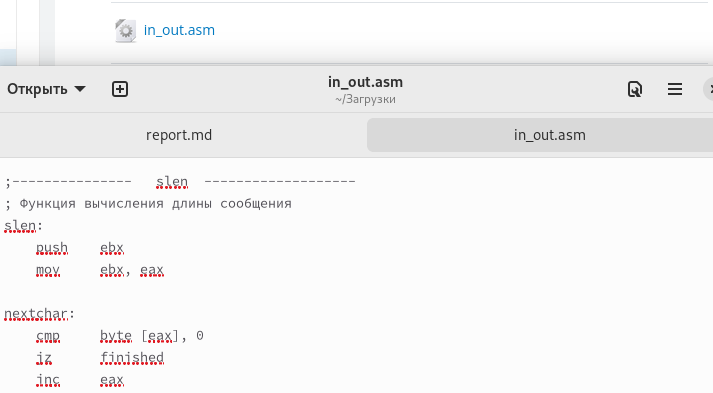 in_out.asm
Открыть
in_out.asm
~/Загрузки
report.md
in_out.asm
;---------------   slen  -------------------
; Функция вычисления длины сообщения
slen:
    push    ebx
    mov     ebx, eax
nextchar:
    cmp     byte [eax], 0
    jz      finished
    inc     eax